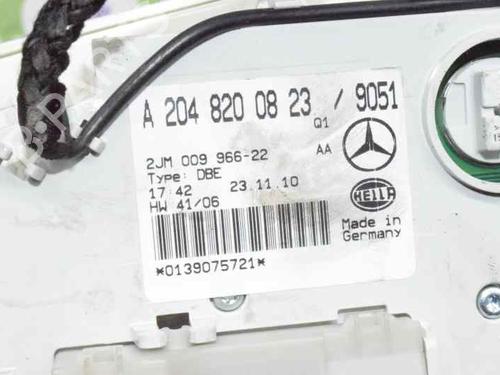 A 204 820 08 23 / 9051
Q1
2JM 009 966-22 AA
Type: DBE
17:42 23.11.10
HELLA
HW 41/06
Made in
Germany
*0139075721*